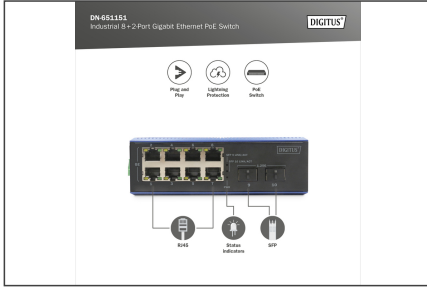 DN-651151
Industrial 8+2-Port Gigabit Ethernet PoE Switch
DIGITUS®
Plug and
Play
Lightning
Protection
PoE
Switch
DIGITUS
RJ45
Status
Indicators
SFP